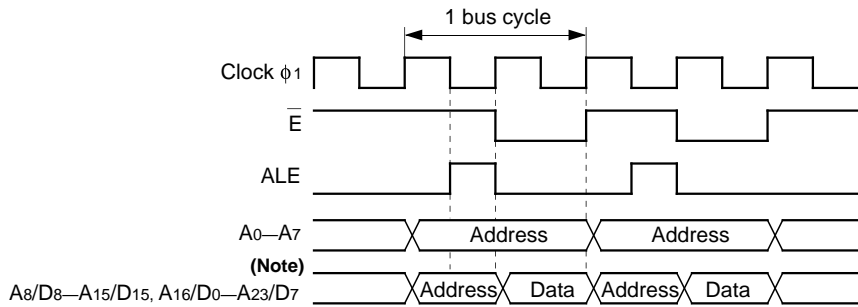 1 bus cycle
Clock ϕ1
E̅
ALE
A0—A7 Address Address
(Note)
A8/D8—A15/D15, A16/D0—A23/D7 Address Data Address Data